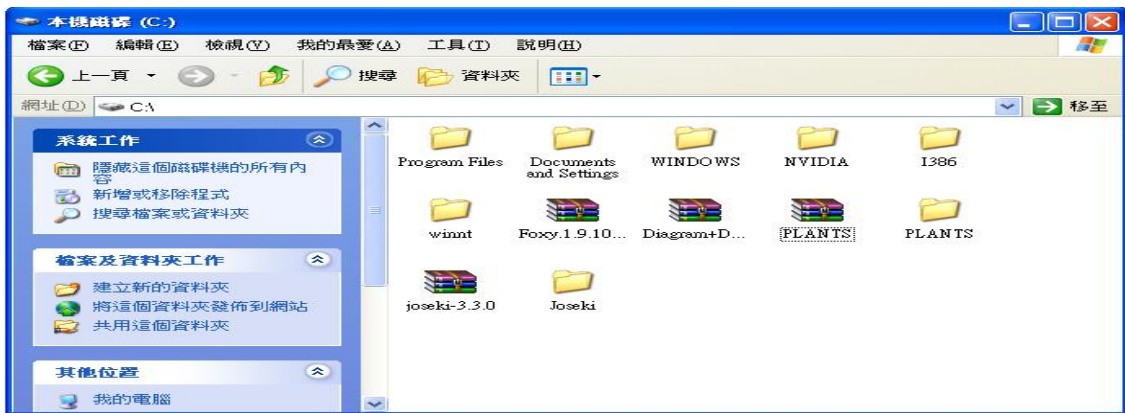 本機磁碟 (C:)
檔案(F) 編輯(E) 檢視(V) 我的最愛(A) 工具(T) 說明(H)
上一頁 搜尋 資料夾
網址(D) C:\ 移至
系統工作
隱藏這個磁碟機的所有內
容
新增或移除程式
搜尋檔案或資料夾
檔案及資料夾工作
建立新的資料夾
將這個資料夾發佈到網站
共用這個資料夾
其他位置
我的電腦
Program Files Documents and Settings WINDOWS NVIDIA I386
winnt Foxy.1.9.10... Diagram+D... PLANTS PLANTS
joseki-3.3.0 Joseki